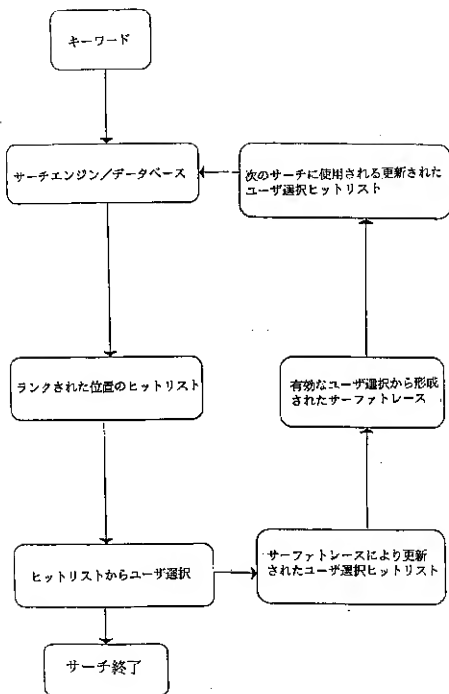 キーワード
サーチエンジン／データベース
次のサーチに使用される更新された
ユーザ選択ヒットリスト
ランクされた位置のヒットリスト
有効なユーザ選択から形成
されたサーファトレース
ヒットリストからユーザ選択
サーファトレースにより更新
されたユーザ選択ヒットリスト
サーチ終了